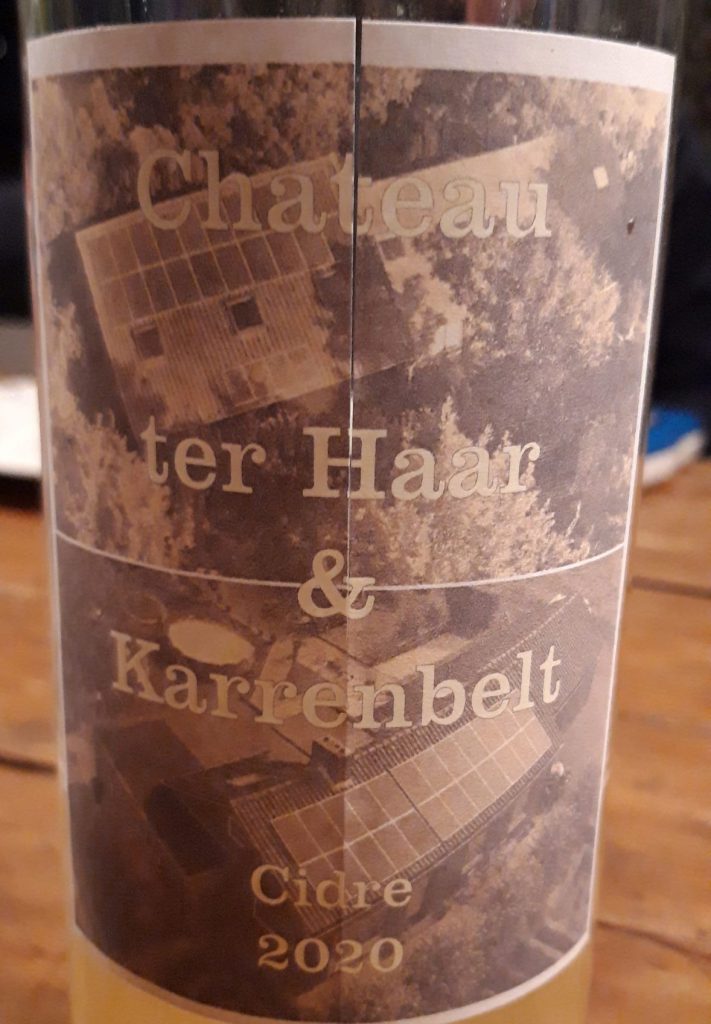 Chateau
ter Haar
&
Karrenbelt
Cidre
2020